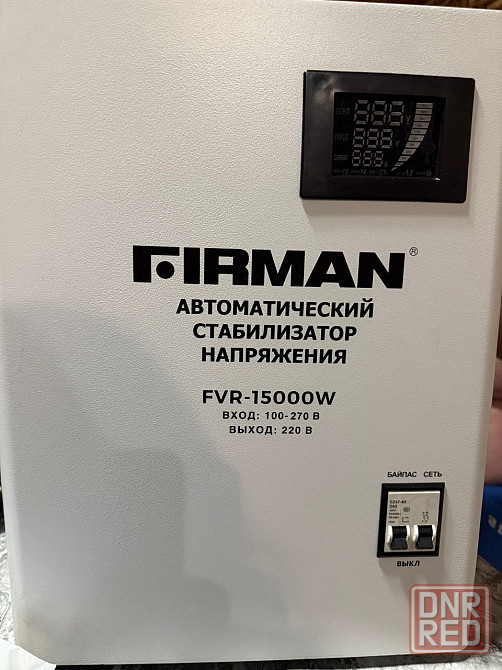 FIRMAN®
АВТОМАТИЧЕСКИЙ
СТАБИЛИЗАТОР
НАПРЯЖЕНИЯ
FVR-15000W
ВХОД: 100-270 В
ВЫХОД: 220 В
БАЙПАС СЕТЬ
ВЫКЛ
DNR
RED